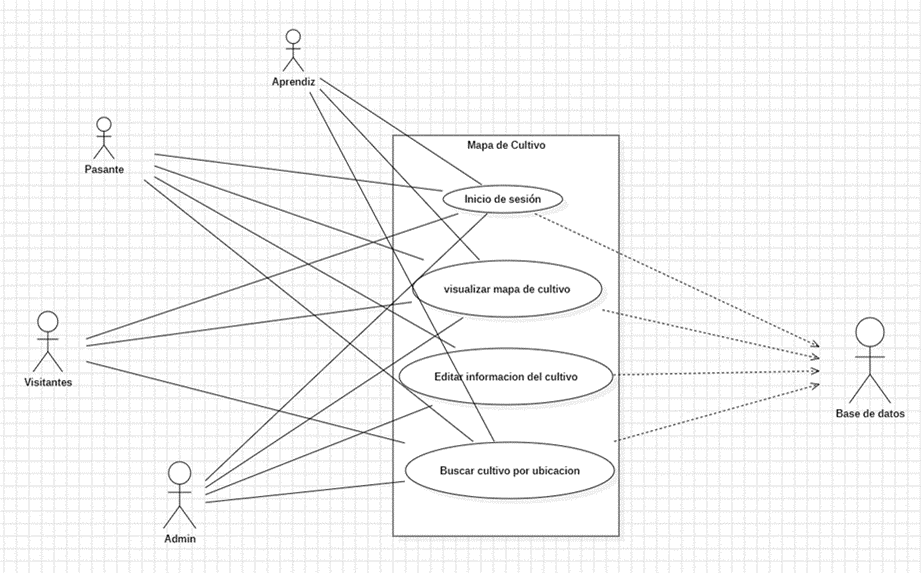 Aprendiz
Pasante
Mapa de Cultivo
Inicio de sesión
visualizar mapa de cultivo
Visitantes
Editar informacion del cultivo
Base de datos
Buscar cultivo por ubicacion
Admin